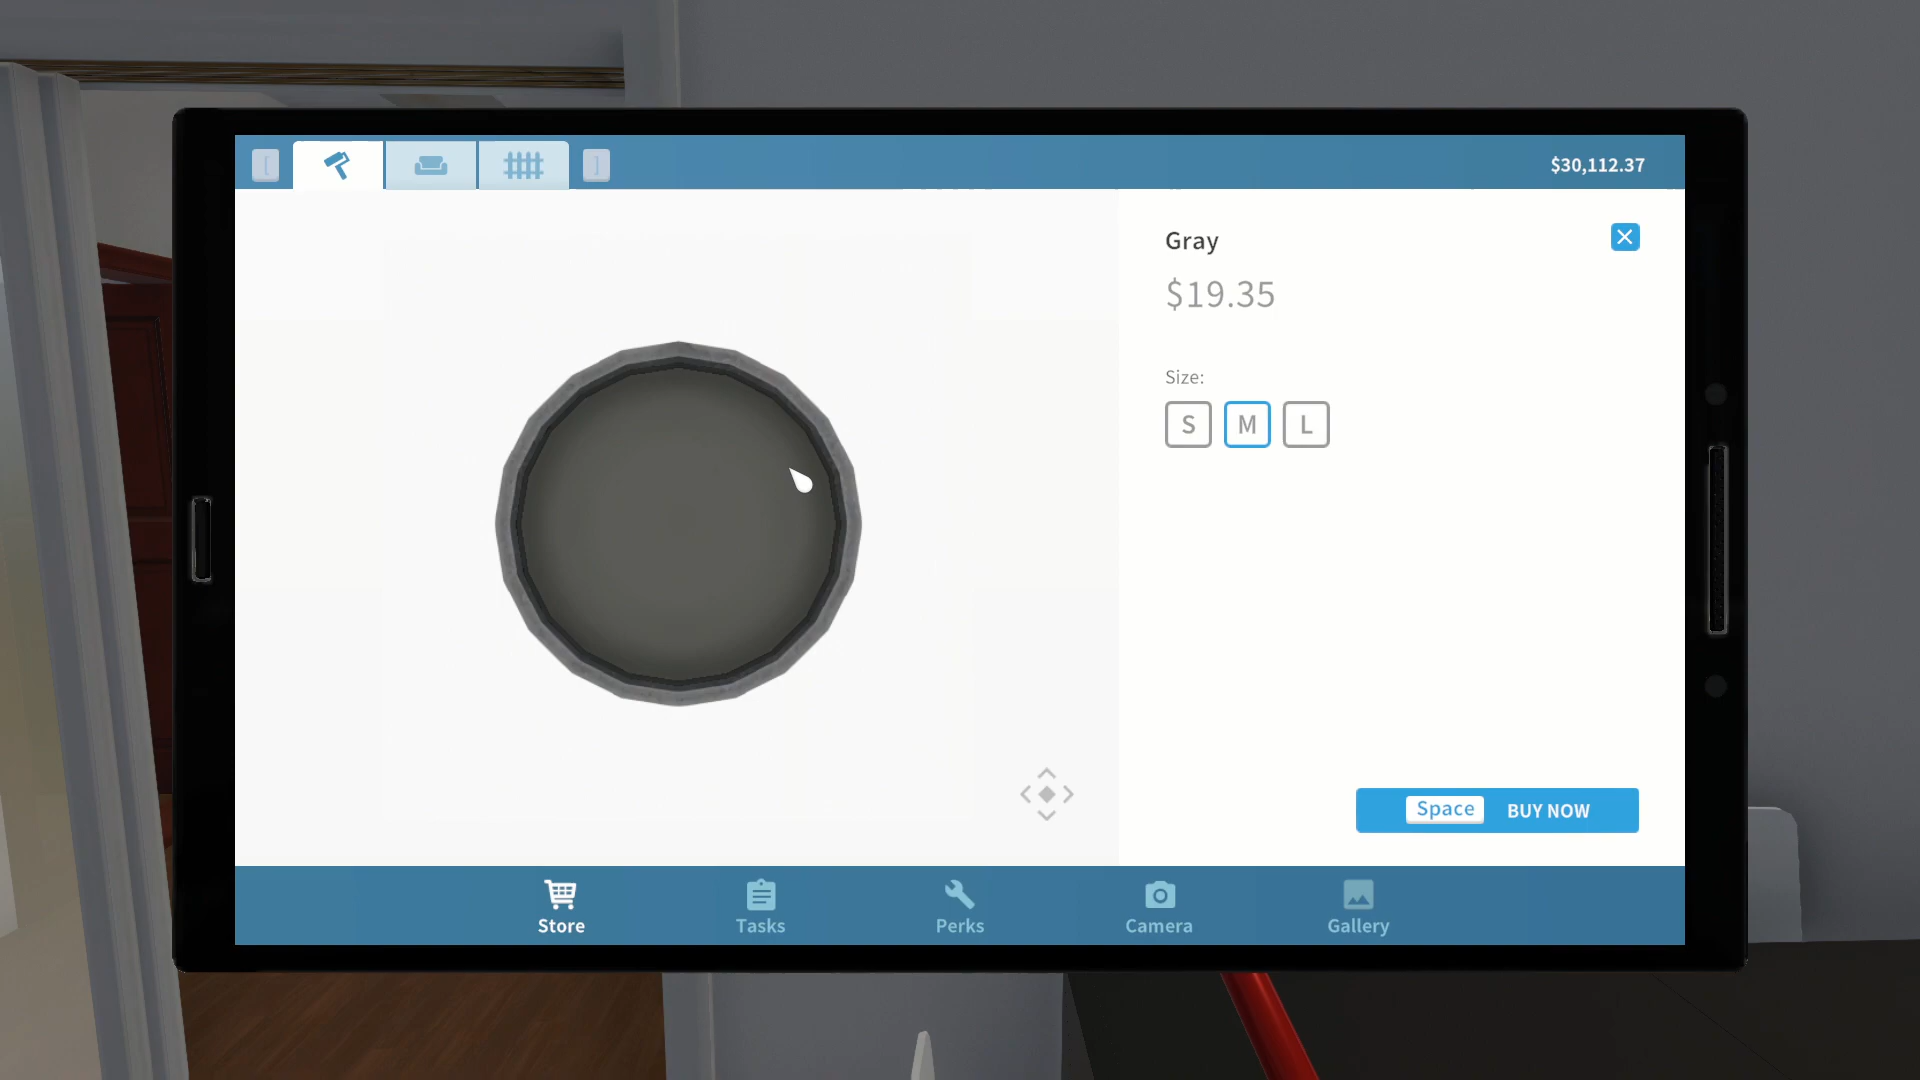 [
]
$30,112.37
Gray
$19.35
Size:
S M L
Space BUY NOW
Store Tasks Perks Camera Gallery